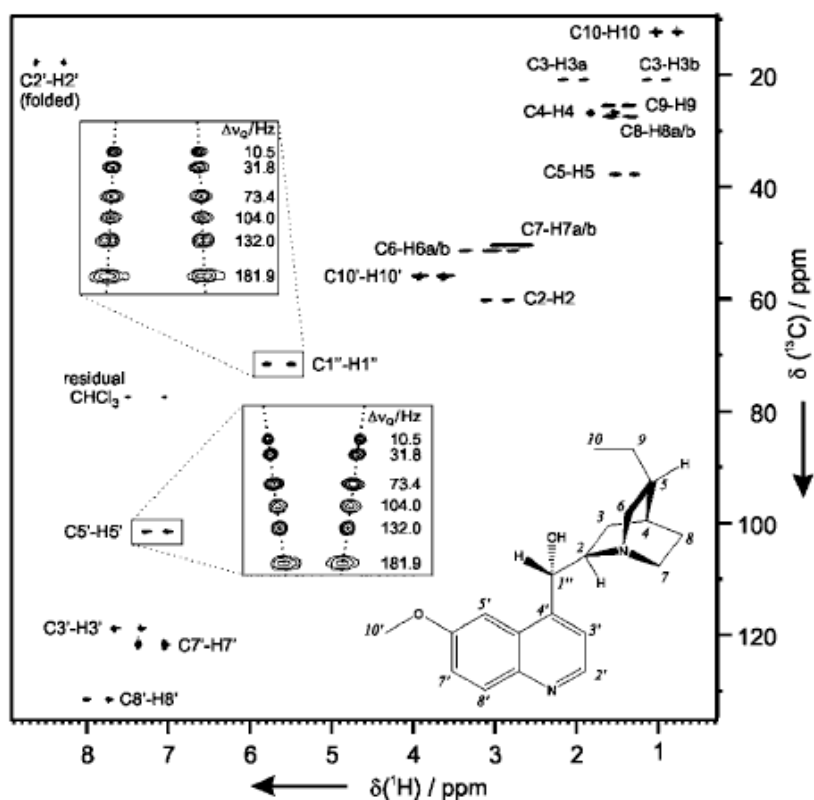 C10-H10
C3-H3a C3-H3b
C2'-H2'
(folded)
C9-H9
C4-H4
C8-H8a/b
ΔνQ/Hz
10.5
31.8
73.4
104.0
132.0
181.9
C5-H5
C7-H7a/b
C6-H6a/b
C10'-H10'
C2-H2
C1''-H1''
residual
CHCl3
ΔνQ/Hz
10.5
31.8
73.4
104.0
132.0
181.9
C5'-H5'
C3'-H3'
C7'-H7'
C8'-H8'
10 9
H
5
6
3
4
8
OH
H
2
N
1''
H
7
4'
O
5'
3'
10'
7'
2'
8'
N
20
40
60
80
100
120
δ (13C) / ppm
8 7 6 5 4 3 2 1
δ(1H) / ppm